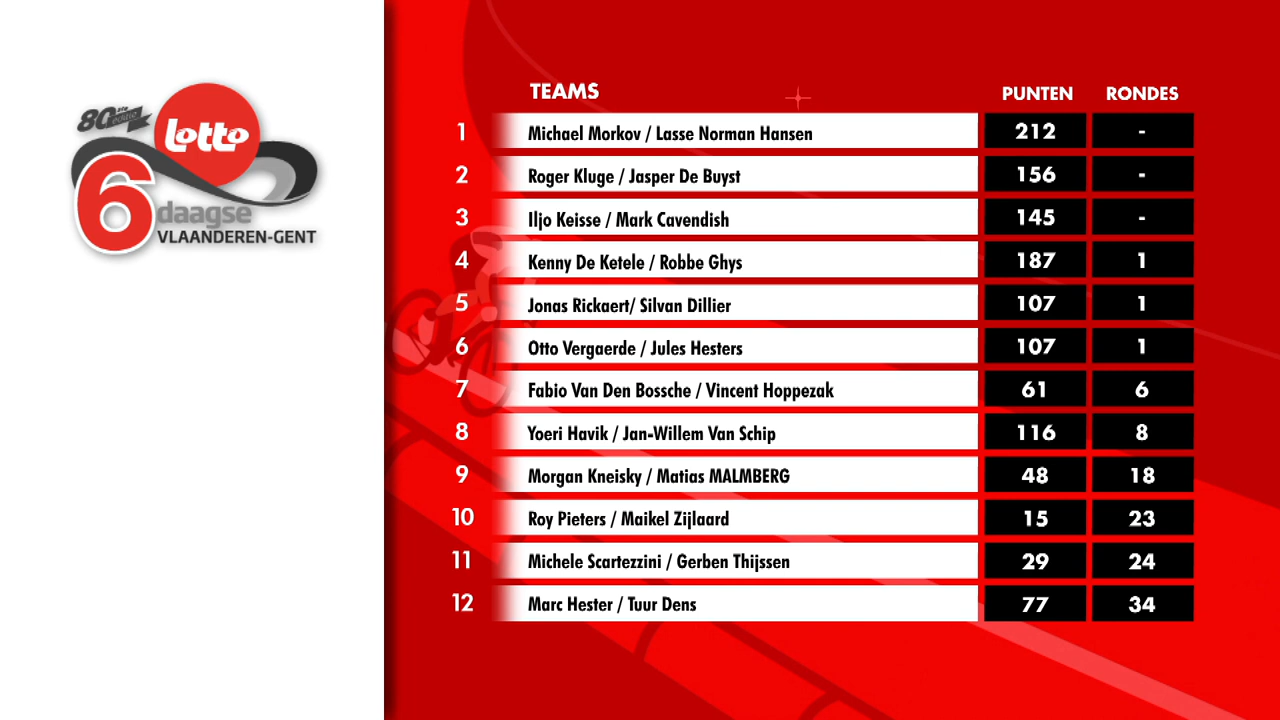 80ste editie
lotto
6daagse
VLAANDEREN-GENT
TEAMS PUNTEN RONDES
1 Michael Morkov / Lasse Norman Hansen 212 -
2 Roger Kluge / Jasper De Buyst 156 -
3 Iljo Keisse / Mark Cavendish 145 -
4 Kenny De Ketele / Robbe Ghys 187 1
5 Jonas Rickaert/ Silvan Dillier 107 1
6 Otto Vergaerde / Jules Hesters 107 1
7 Fabio Van Den Bossche / Vincent Hoppezak 61 6
8 Yoeri Havik / Jan-Willem Van Schip 116 8
9 Morgan Kneisky / Matias MALMBERG 48 18
10 Roy Pieters / Maikel Zijlaard 15 23
11 Michele Scartezzini / Gerben Thijssen 29 24
12 Marc Hester / Tuur Dens 77 34